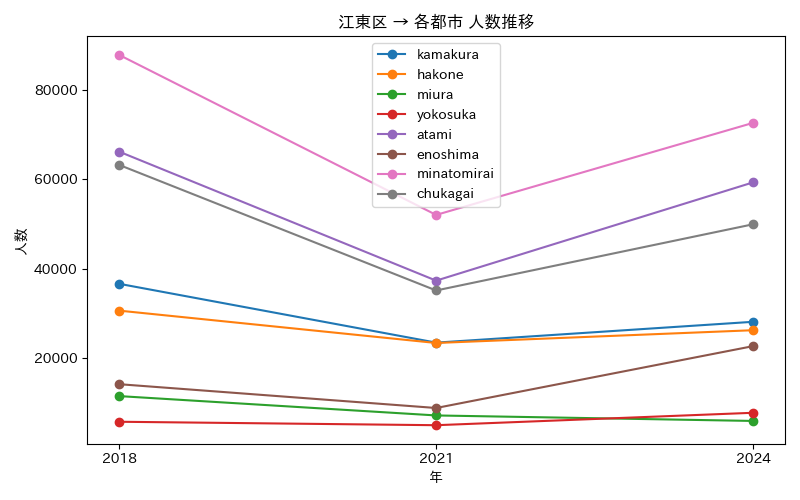 江東区 → 各都市 人数推移
kamakura
hakone
miura
yokosuka
atami
enoshima
minatomirai
chukagai
80000
60000
40000
20000
人数
2018
2021
2024
年